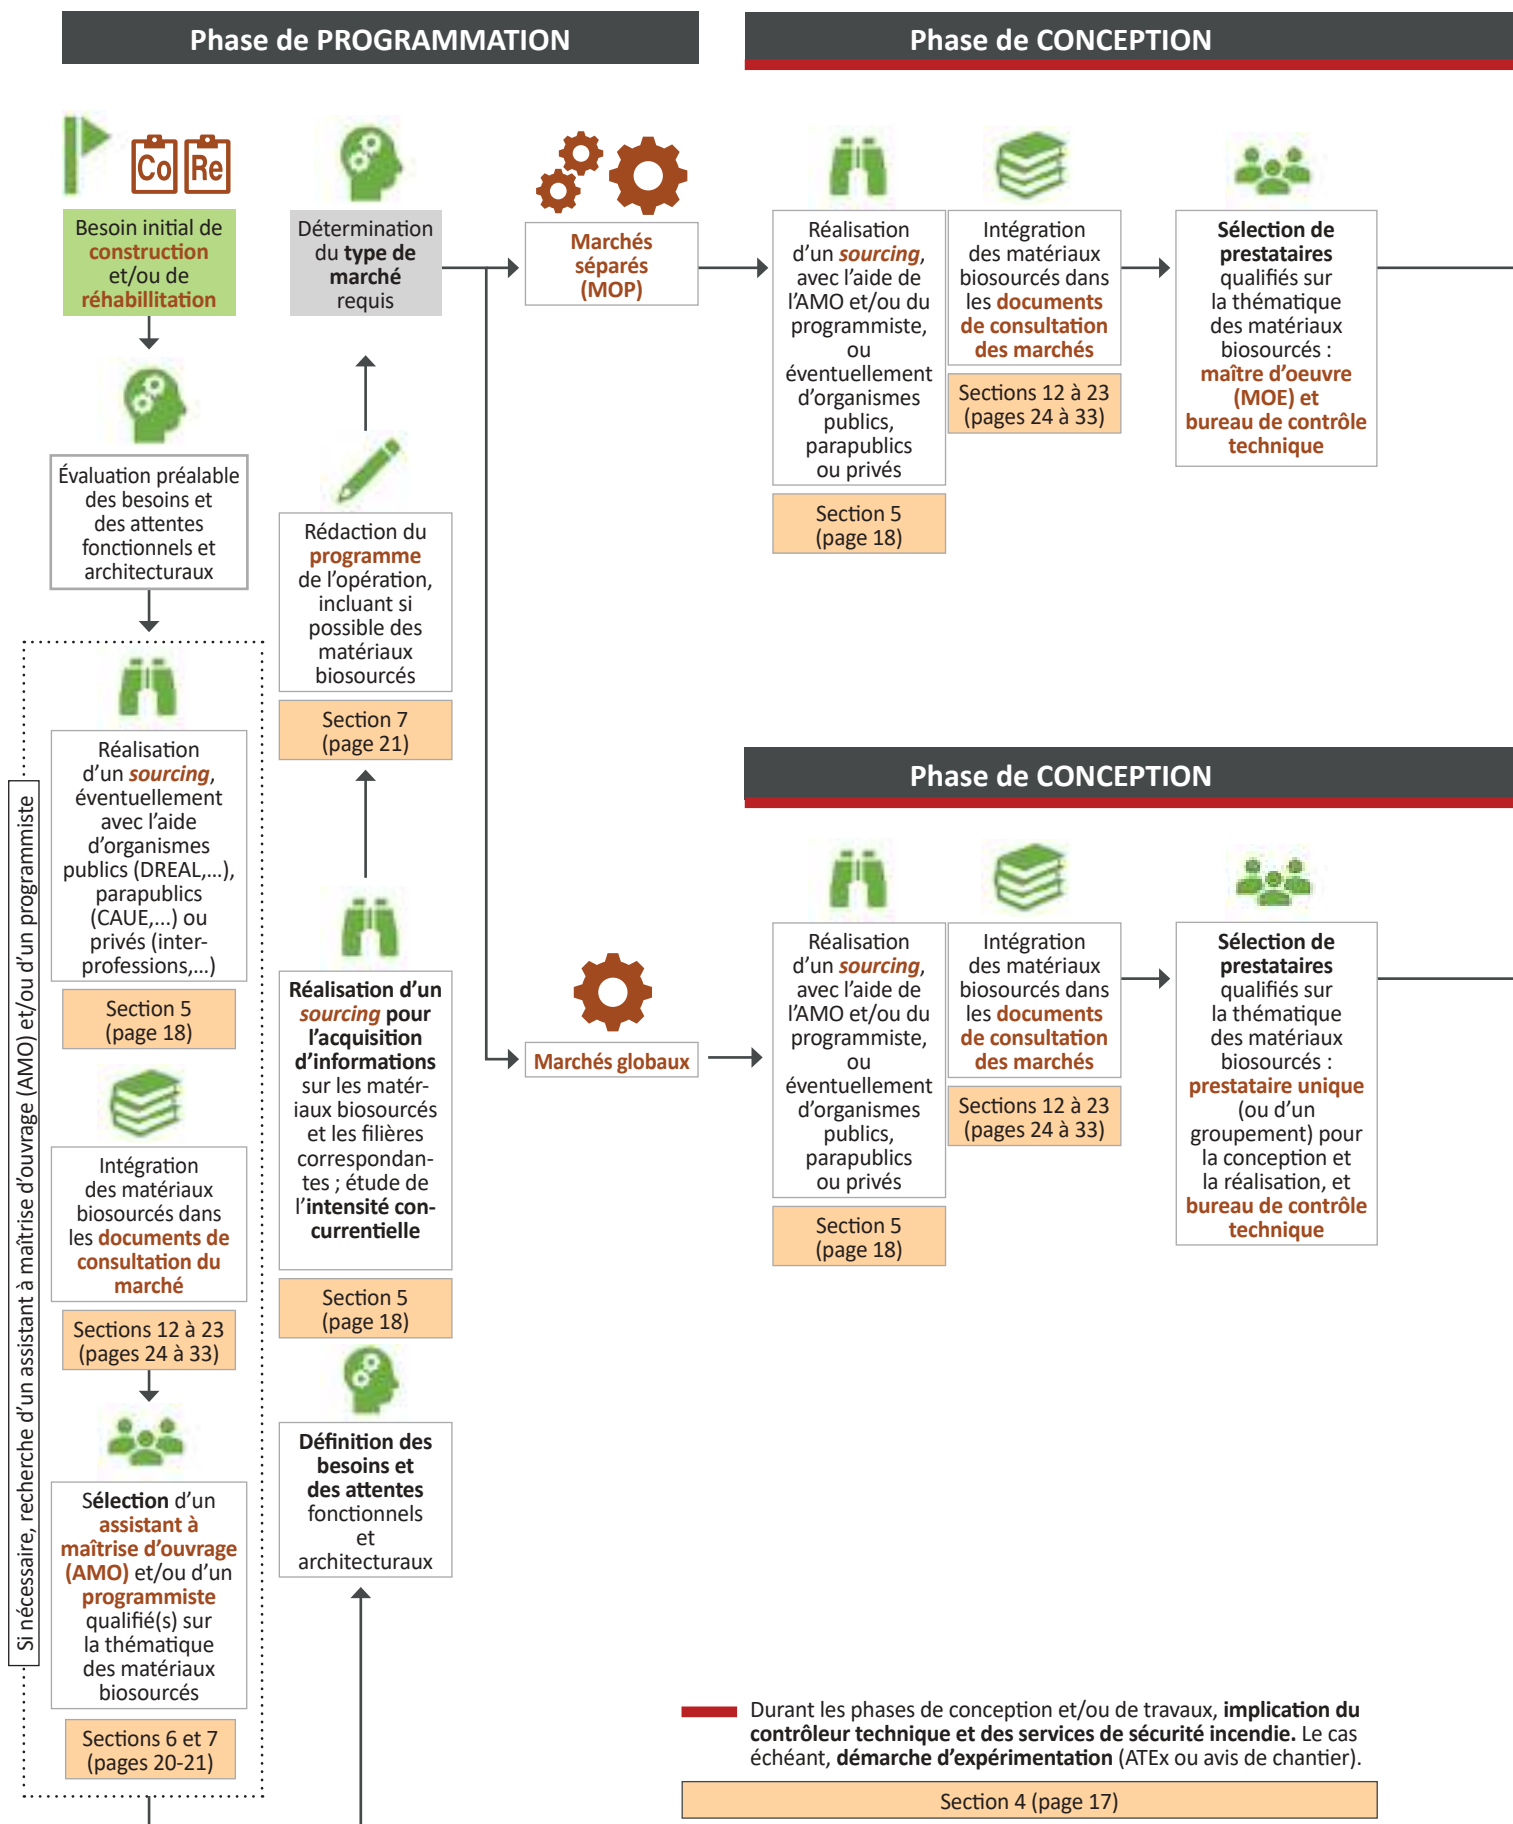 Phase de PROGRAMMATION
Co Re
Besoin initial de
construction
et/ou de
réhabillitation
Évaluation préalable
des besoins et
des attentes
fonctionnels et
architecturaux
Si nécessaire, recherche d'un assistant à maîtrise d'ouvrage (AMO) et/ou d'un programmiste
Réalisation
d'un sourcing,
éventuellement
avec l'aide
d'organismes
publics (DREAL,...),
parapublics
(CAUE,...) ou
privés (inter-
professions,...)
Section 5
(page 18)
Intégration
des matériaux
biosourcés dans
les documents de
consultation du
marché
Sections 12 à 23
(pages 24 à 33)
Sélection d'un
assistant à
maîtrise d'ouvrage
(AMO) et/ou d'un
programmiste
qualifié(s) sur
la thématique
des matériaux
biosourcés
Sections 6 et 7
(pages 20-21)
Définition des
besoins et
des attentes
fonctionnels
et
architecturaux
Réalisation d'un
sourcing pour
l'acquisition
d'informations
sur les matér-
iaux biosourcés
et les filières
correspondan-
tes ; étude de
l'intensité con-
currentielle
Section 5
(page 18)
Rédaction du
programme
de l'opération,
incluant si
possible des
matériaux
biosourcés
Section 7
(page 21)
Détermination
du type de
marché
requis
Marchés
séparés
(MOP)
Phase de CONCEPTION
Réalisation
d'un sourcing,
avec l'aide de
l'AMO et/ou du
programmiste,
ou
éventuellement
d'organismes
publics,
parapublics
ou privés
Section 5
(page 18)
Intégration
des matériaux
biosourcés dans
les documents
de consultation
des marchés
Sections 12 à 23
(pages 24 à 33)
Sélection de
prestataires
qualifiés sur
la thématique
des matériaux
biosourcés :
maître d'oeuvre
(MOE) et
bureau de contrôle
technique
Marchés globaux
Phase de CONCEPTION
Réalisation
d'un sourcing,
avec l'aide de
l'AMO et/ou du
programmiste,
ou
éventuellement
d'organismes
publics,
parapublics
ou privés
Section 5
(page 18)
Intégration
des matériaux
biosourcés dans
les documents
de consultation
des marchés
Sections 12 à 23
(pages 24 à 33)
Sélection de
prestataires
qualifiés sur
la thématique
des matériaux
biosourcés :
prestataire unique
(ou d'un
groupement) pour
la conception et
la réalisation, et
bureau de contrôle
technique
Durant les phases de conception et/ou de travaux, implication du
contrôleur technique et des services de sécurité incendie. Le cas
échéant, démarche d'expérimentation (ATEx ou avis de chantier).
Section 4 (page 17)